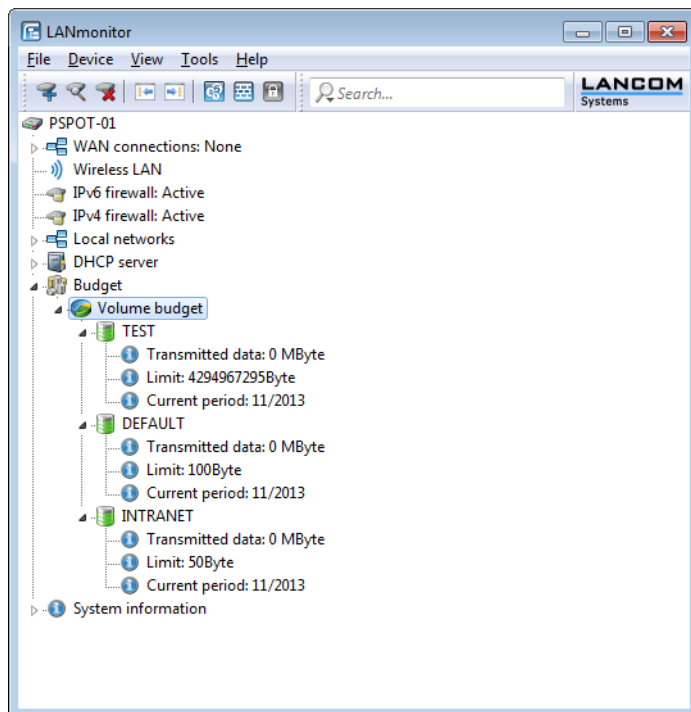 LANmonitor
File Device View Tools Help
Search...
LANCOM
Systems
PSPOT-01
WAN connections: None
Wireless LAN
IPv6 firewall: Active
IPv4 firewall: Active
Local networks
DHCP server
Budget
Volume budget
TEST
Transmitted data: 0 MByte
Limit: 4294967295Byte
Current period: 11/2013
DEFAULT
Transmitted data: 0 MByte
Limit: 100Byte
Current period: 11/2013
INTRANET
Transmitted data: 0 MByte
Limit: 50Byte
Current period: 11/2013
System information